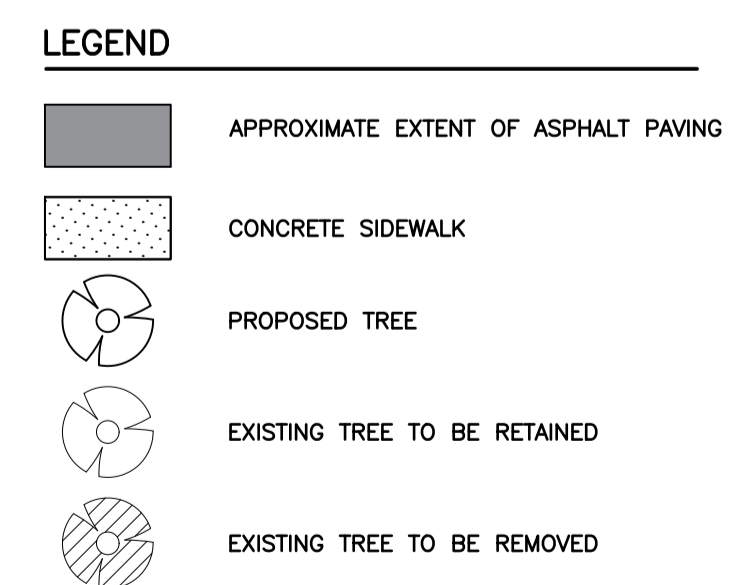 LEGEND
APPROXIMATE EXTENT OF ASPHALT PAVING
CONCRETE SIDEWALK
PROPOSED TREE
EXISTING TREE TO BE RETAINED
EXISTING TREE TO BE REMOVED